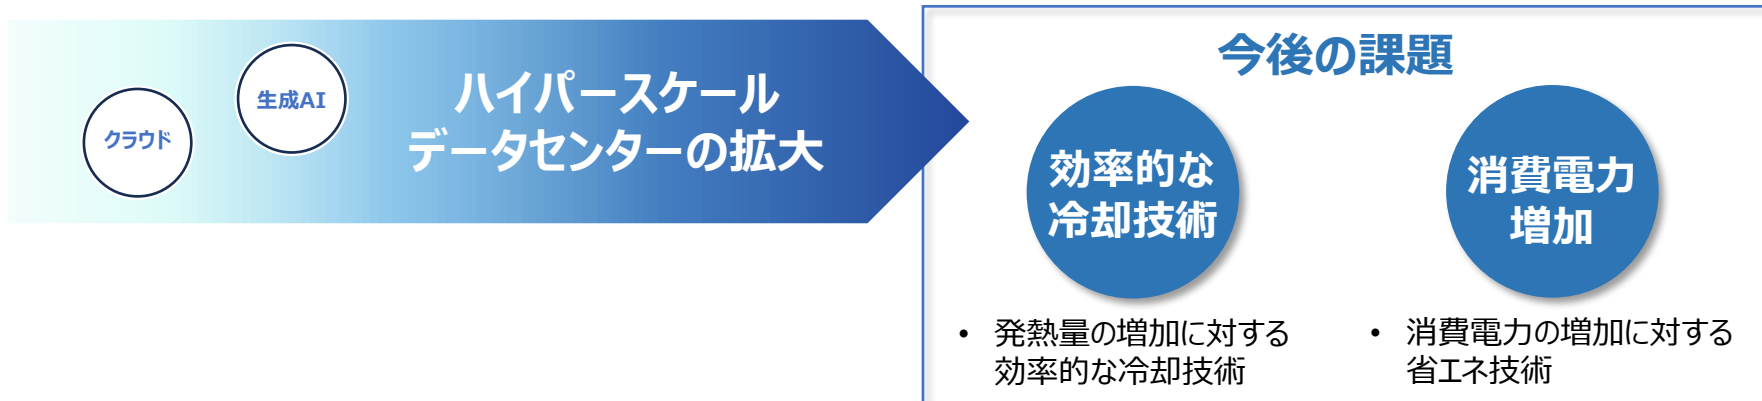 クラウド
生成AI
ハイパースケール
データセンターの拡大
今後の課題
効率的な
冷却技術
消費電力
増加
• 発熱量の増加に対する
効率的な冷却技術
• 消費電力の増加に対する
省エネ技術